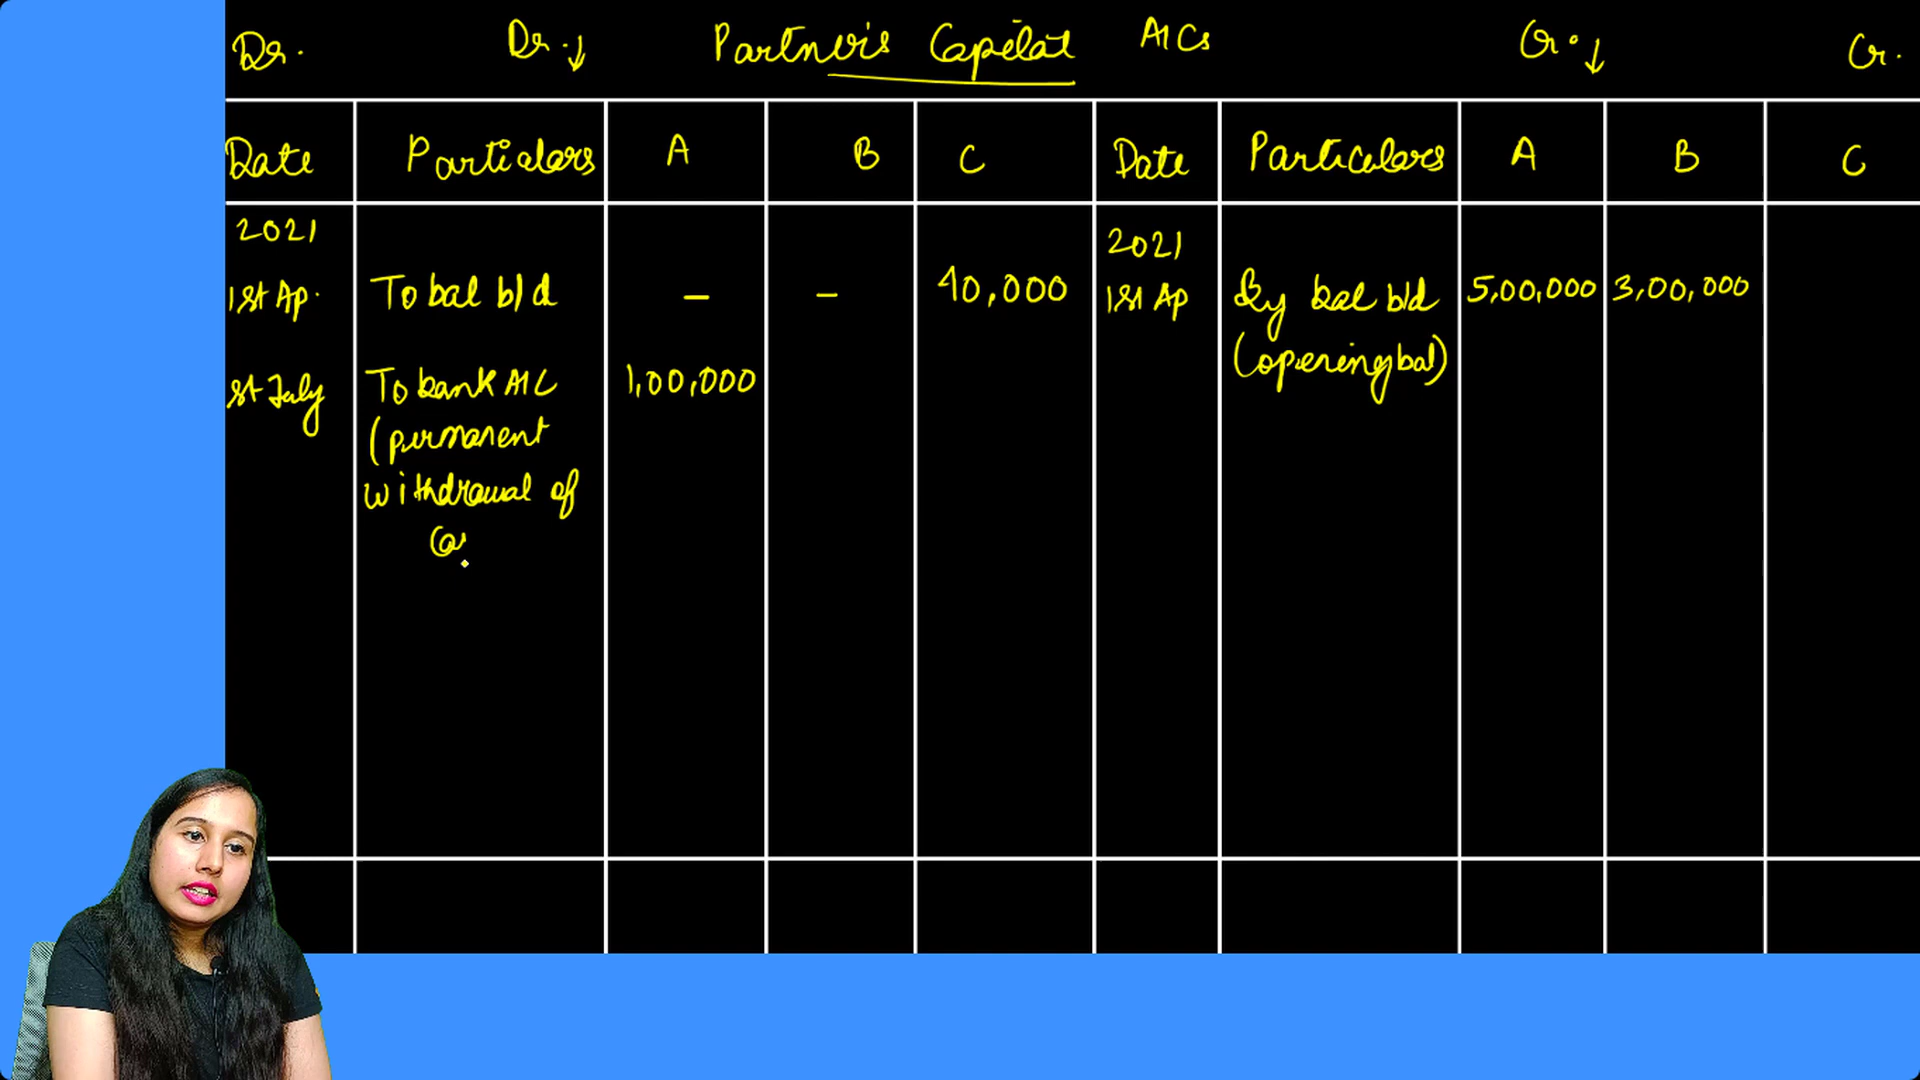 Dr. Dr.↓ Partner's Capital A/Cs Cr.↓ Cr.
Date Particulars A B C Date Particulars A B C
2021 2021
1st Ap. To bal b/d - - 40,000 1st Ap By bal b/d 5,00,000 3,00,000
(opening bal)
1st July To bank A/C 1,00,000
(permanent
withdrawal of